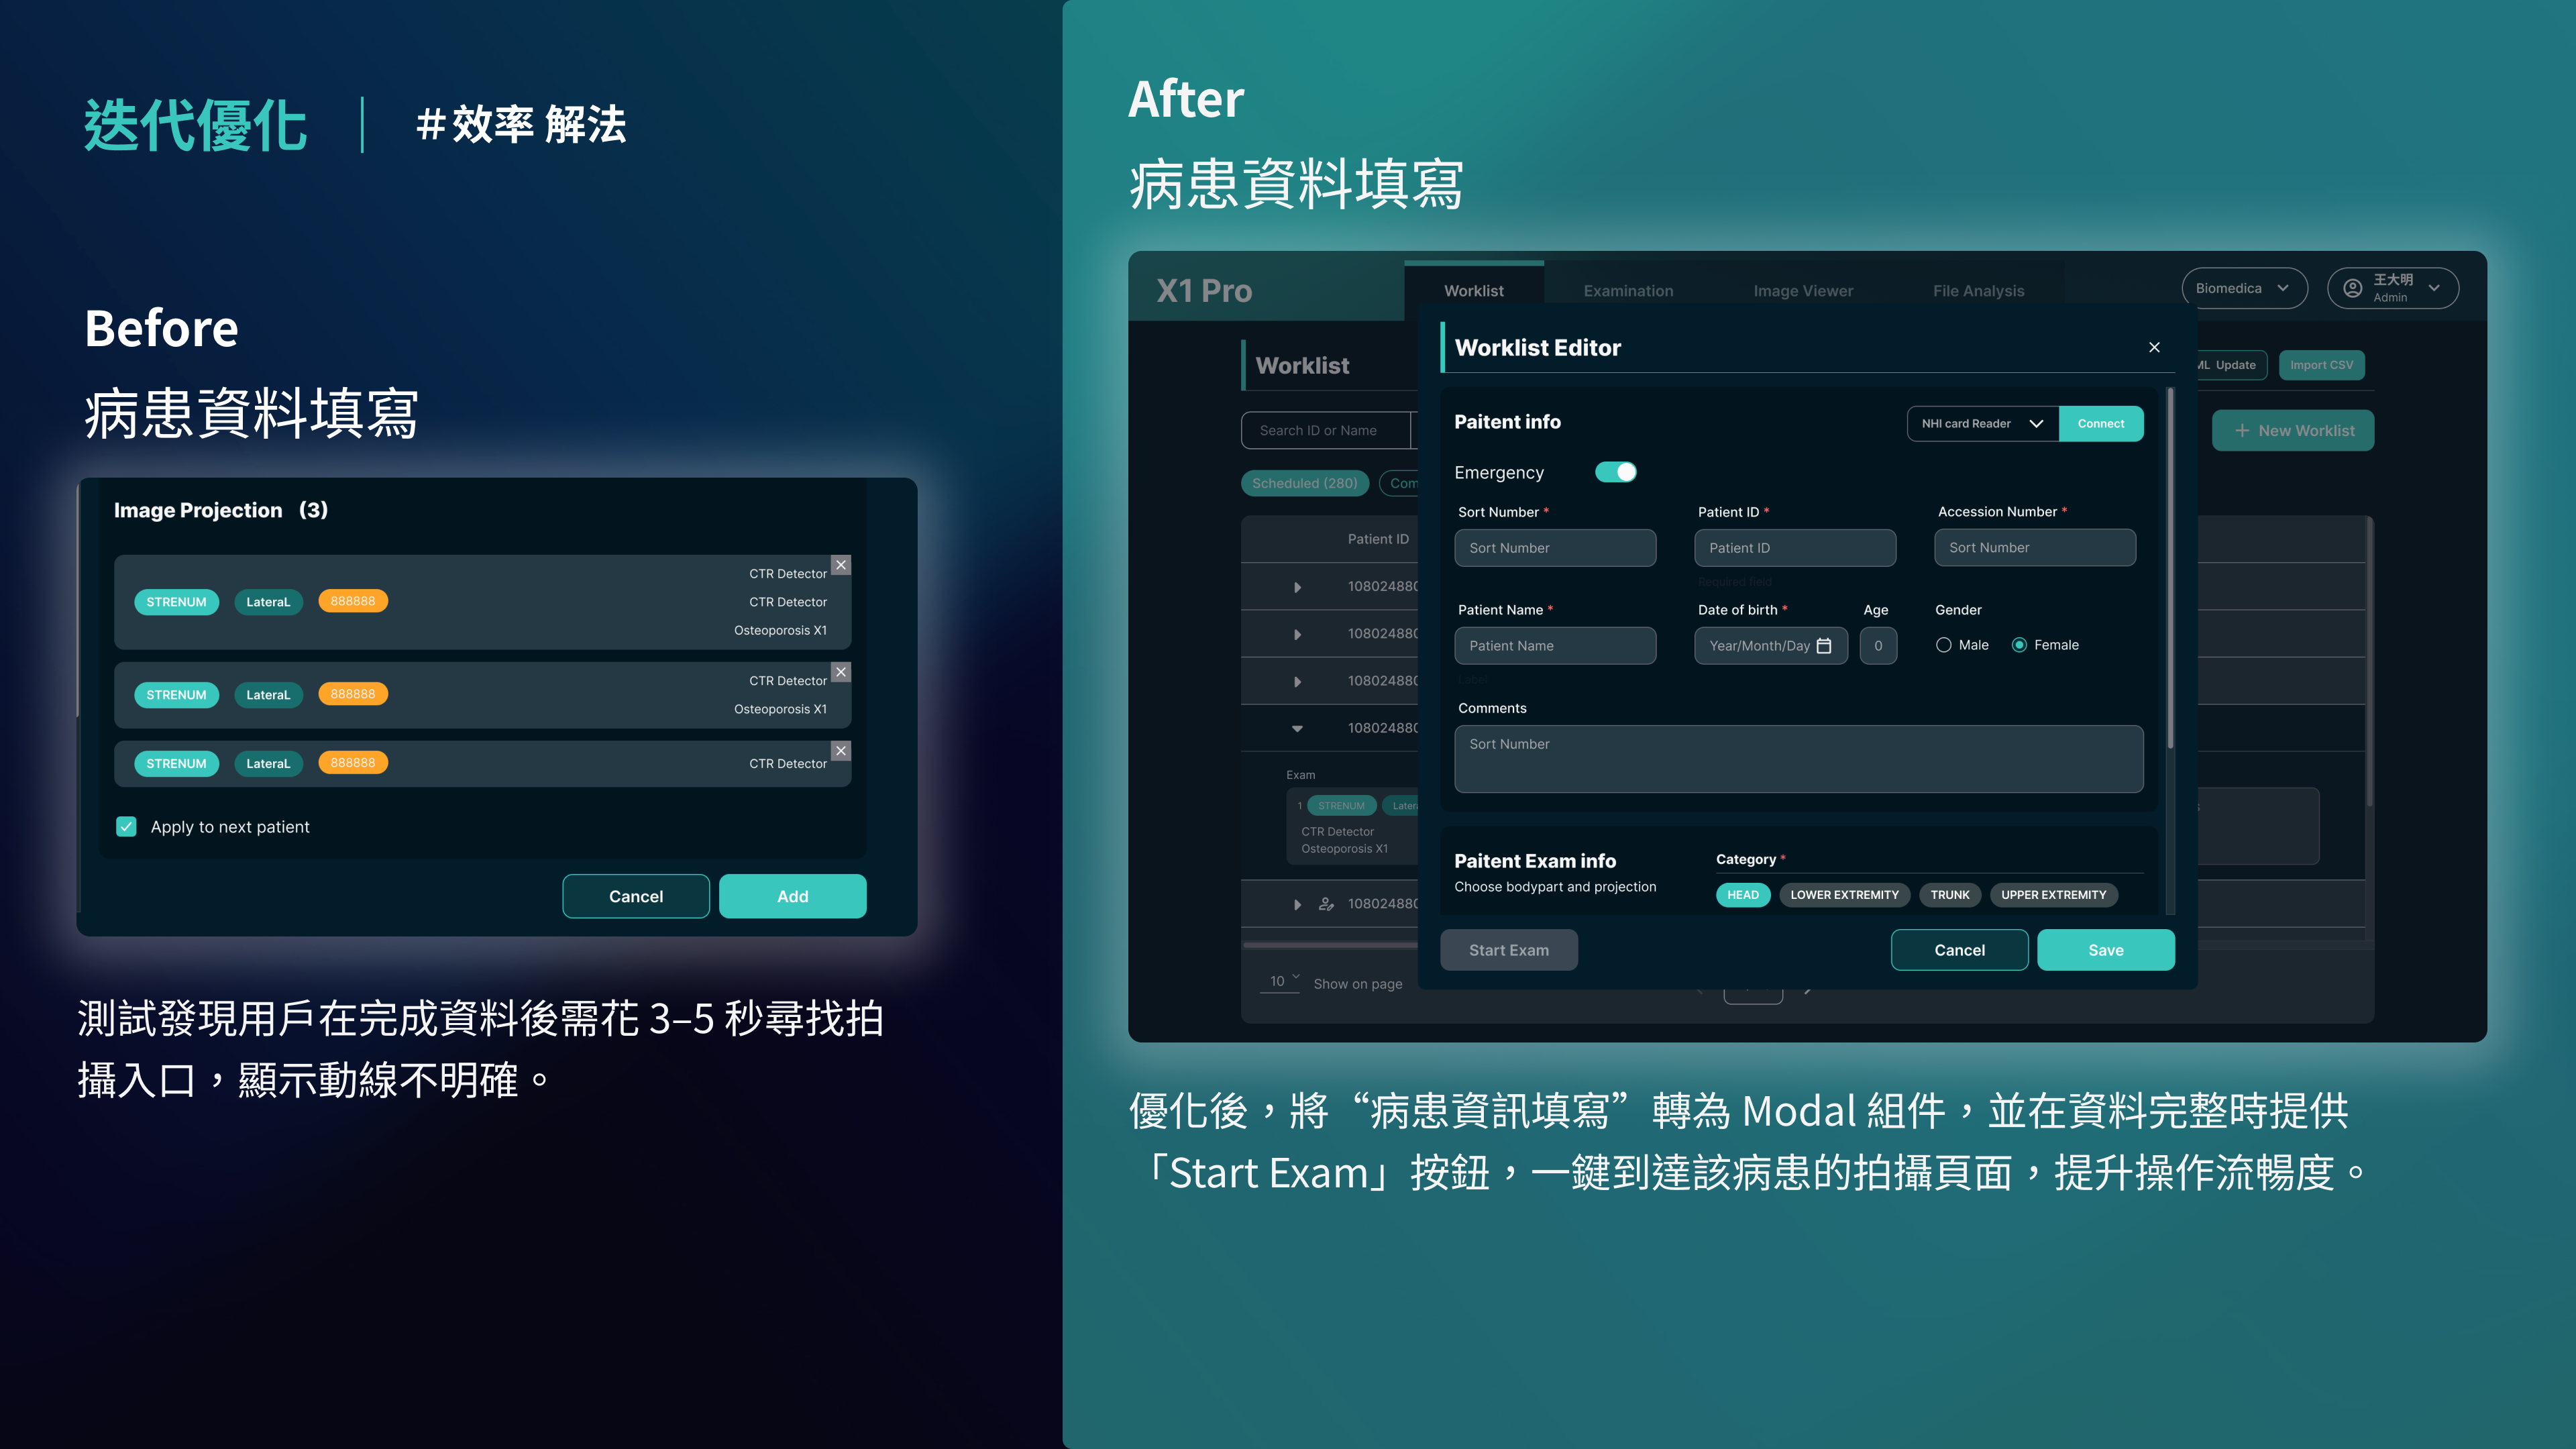 迭代優化
＃效率 解法
Before
病患資料填寫
Image Projection (3)
STRENUM LateraL 888888
CTR Detector
CTR Detector
Osteoporosis X1
STRENUM LateraL 888888
CTR Detector
Osteoporosis X1
STRENUM LateraL 888888
CTR Detector
Apply to next patient
Cancel Add
測試發現用戶在完成資料後需花 3–5 秒尋找拍
攝入口，顯示動線不明確。
After
病患資料填寫
X1 Pro
Worklist Examination Image Viewer File Analysis
Biomedica
王大明
Admin
Worklist
ML Update
Import CSV
Search ID or Name
+ New Worklist
Scheduled (280)
Com
Patient ID
108024880
108024880
108024880
108024880
Exam
1 STRENUM Latera
CTR Detector
Osteoporosis X1
108024880
10 Show on page
Worklist Editor
Paitent info
NHI card Reader Connect
Emergency
Sort Number * Patient ID * Accession Number *
Sort Number Patient ID Sort Number
Required field
Patient Name * Date of birth * Age Gender
Patient Name Year/Month/Day 0 Male Female
Label
Comments
Sort Number
Paitent Exam info
Choose bodypart and projection
Category *
HEAD LOWER EXTREMITY TRUNK UPPER EXTREMITY
Start Exam Cancel Save
優化後，將“病患資訊填寫”轉為 Modal 組件，並在資料完整時提供
「Start Exam」按鈕，一鍵到達該病患的拍攝頁面，提升操作流暢度。